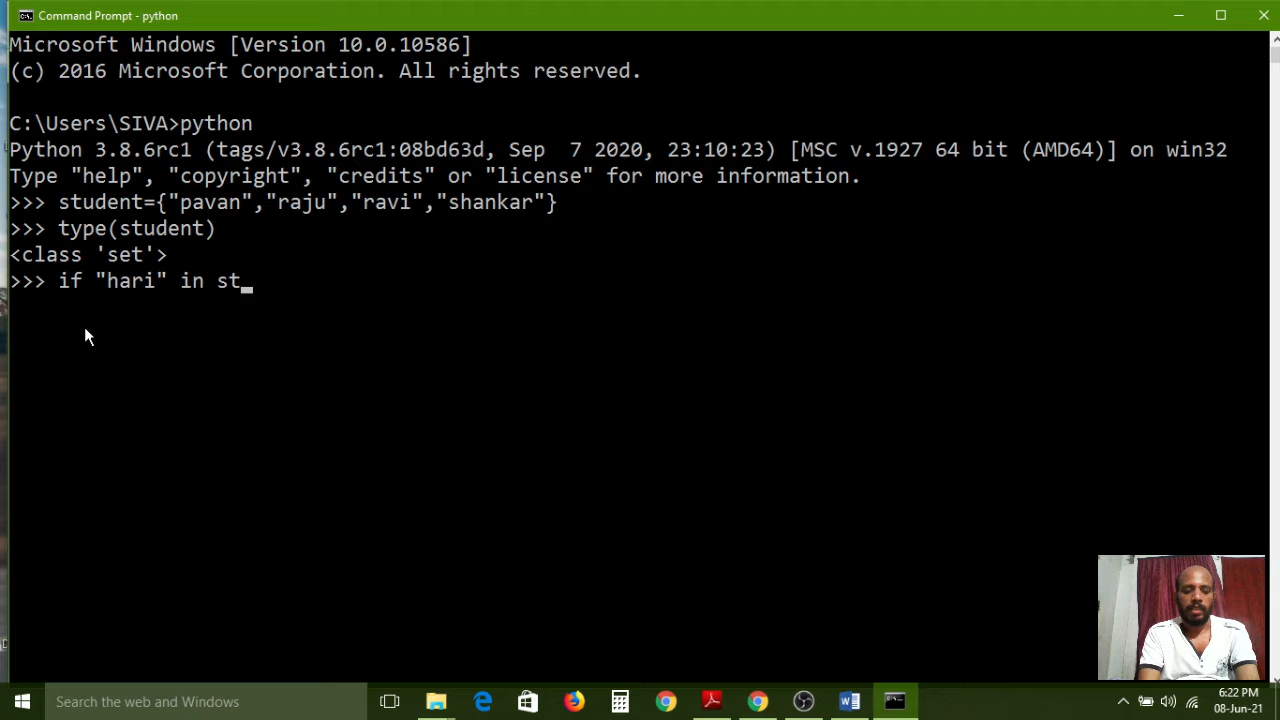 Command Prompt - python
Microsoft Windows [Version 10.0.10586]
(c) 2016 Microsoft Corporation. All rights reserved.
C:\Users\SIVA>python
Python 3.8.6rc1 (tags/v3.8.6rc1:08bd63d, Sep  7 2020, 23:10:23) [MSC v.1927 64 bit (AMD64)] on win32
Type "help", "copyright", "credits" or "license" for more information.
>>> student={"pavan","raju","ravi","shankar"}
>>> type(student)
<class 'set'>
>>> if "hari" in st_
Search the web and Windows
6:22 PM
08-Jun-21